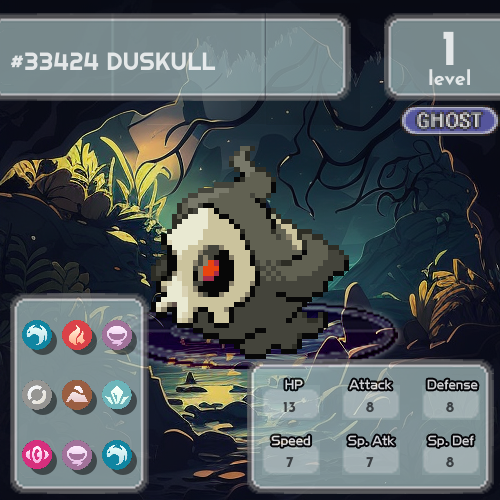 #33424 DUSKULL
1
level
GHOST
HP Attack Defense
13 8 8
Speed Sp. Atk Sp. Def
7 7 8